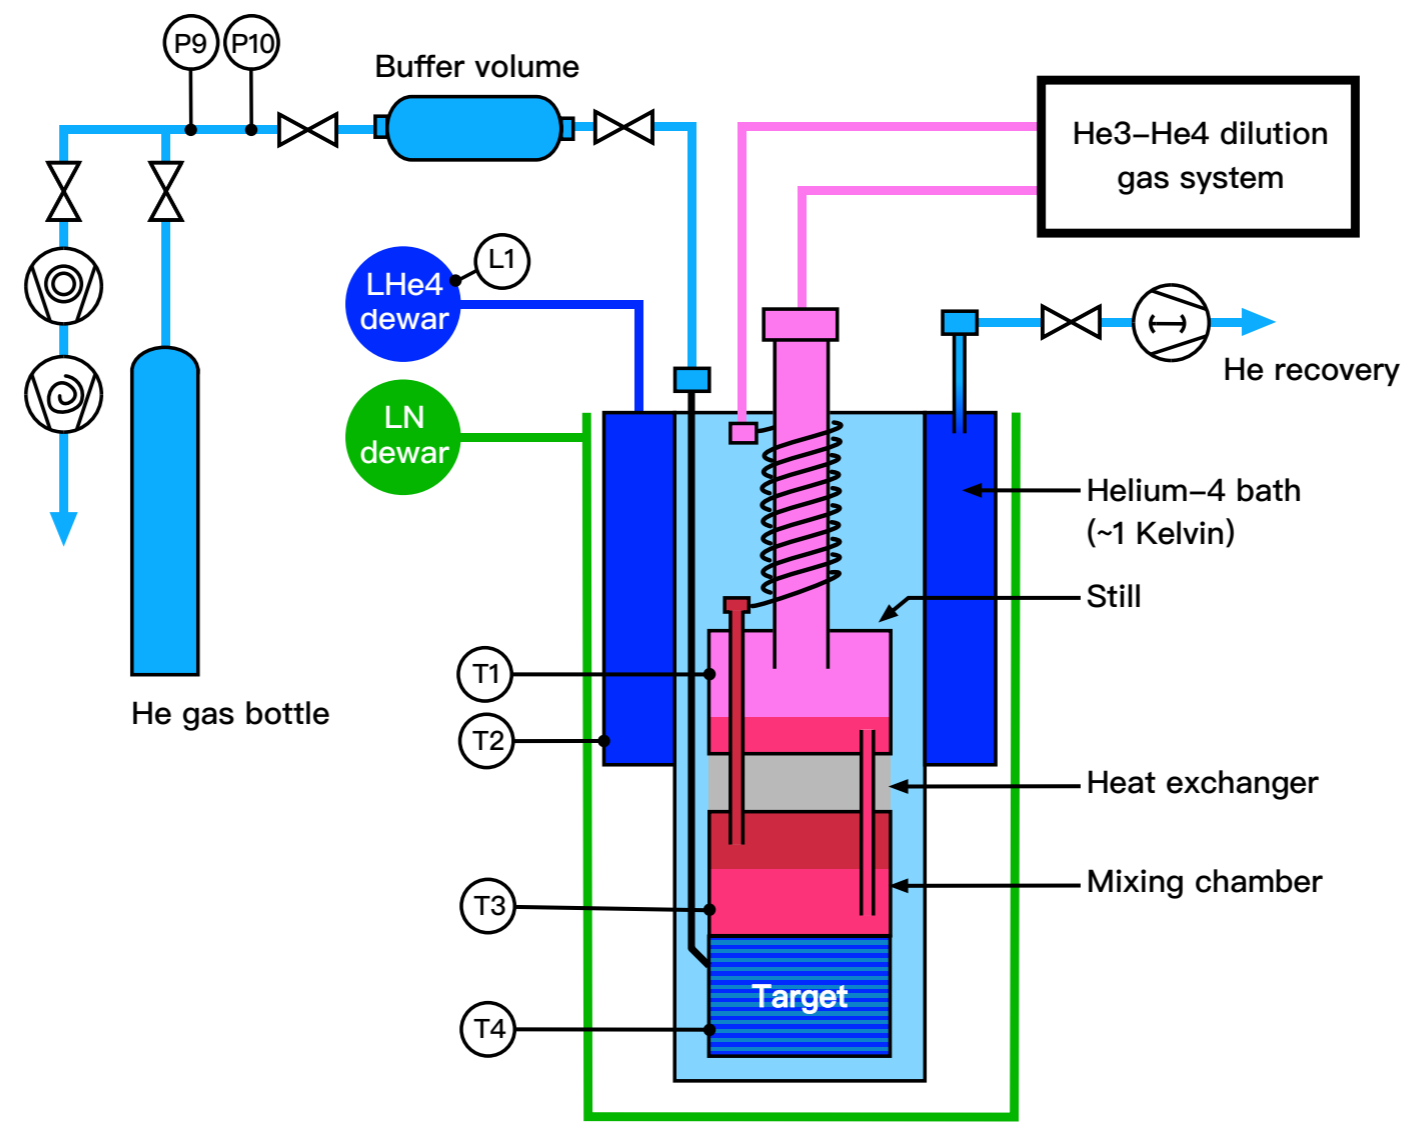 P9
P10
Buffer volume
He3–He4 dilution
gas system
L1
LHe4
dewar
He recovery
LN
dewar
Helium–4 bath
(~1 Kelvin)
Still
T1
He gas bottle
T2
Heat exchanger
Mixing chamber
T3
Target
T4